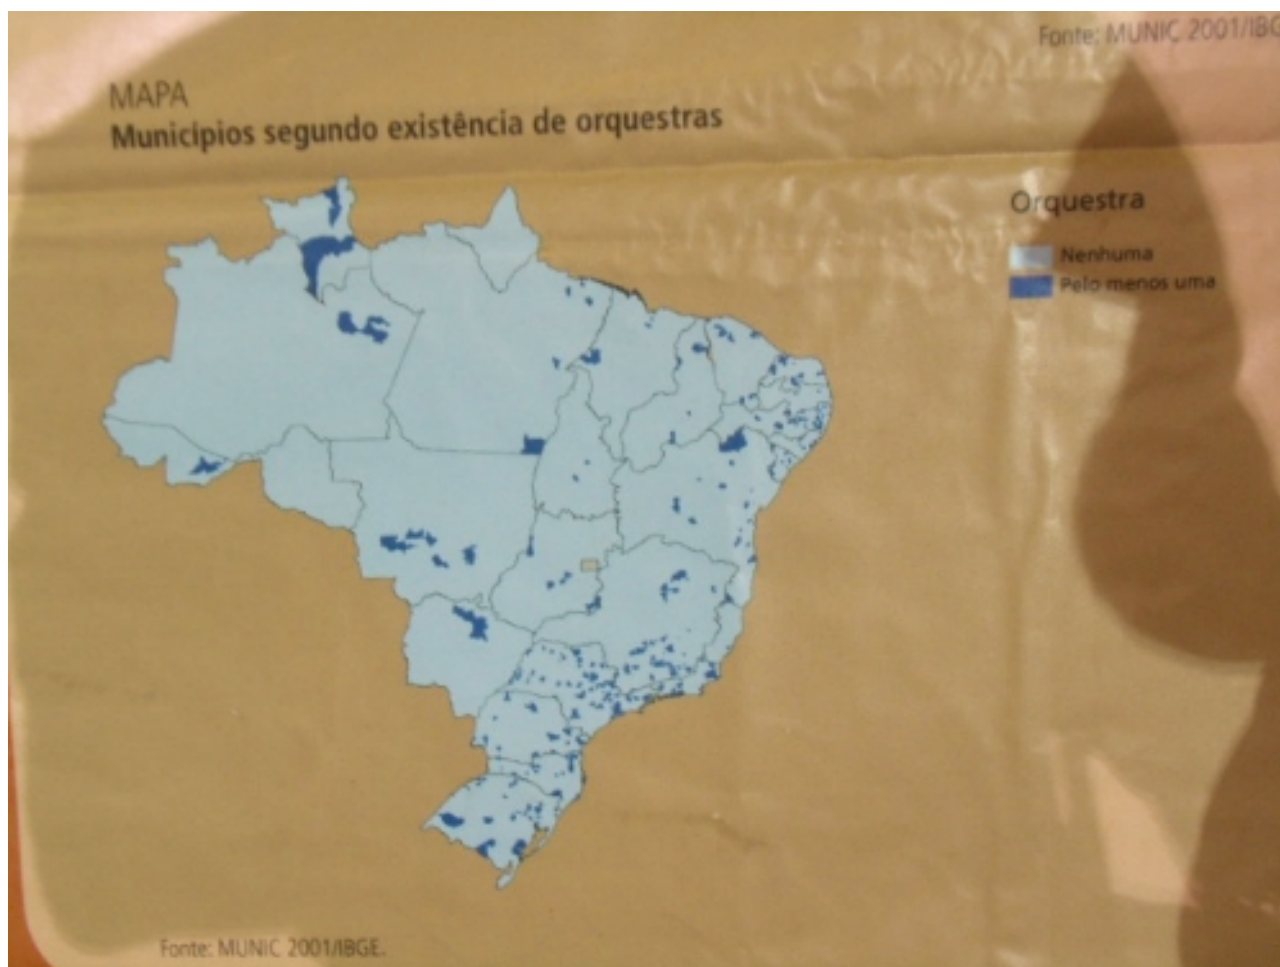 Fonte: MUNIC 2001/IBG
MAPA
Municípios segundo existência de orquestras
Orquestra
Nenhuma
Pelo menos uma
Fonte: MUNIC 2001/IBGE.